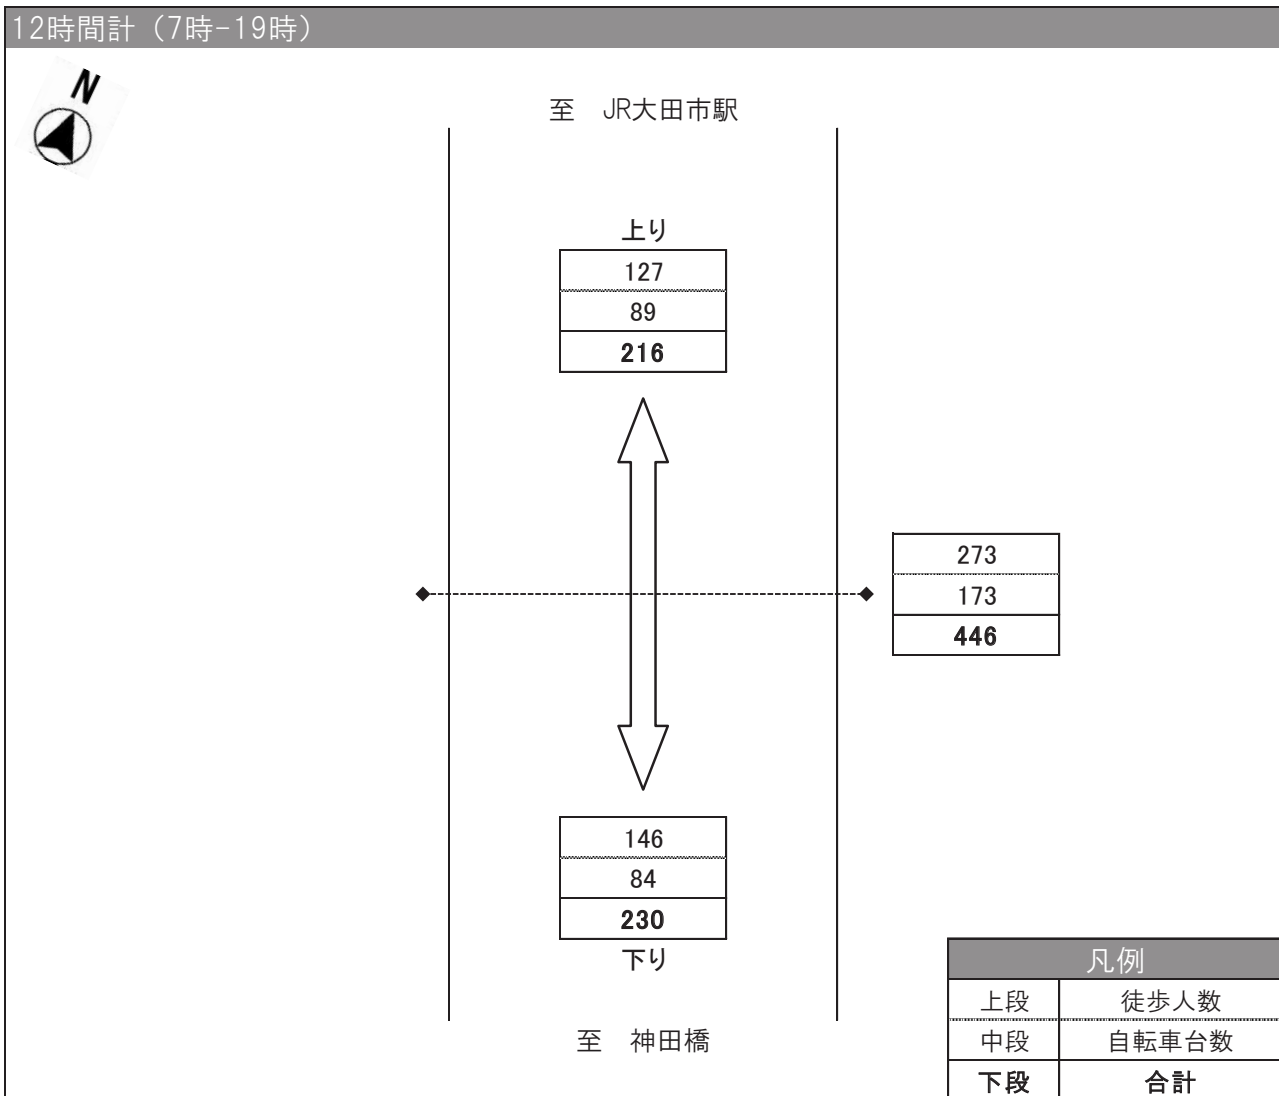 12時間計（7時-19時）
N
至　JR大田市駅
上り
127
89
216
273
173
446
146
84
230
下り
至　神田橋
凡例
上段　徒歩人数
中段　自転車台数
下段　合計